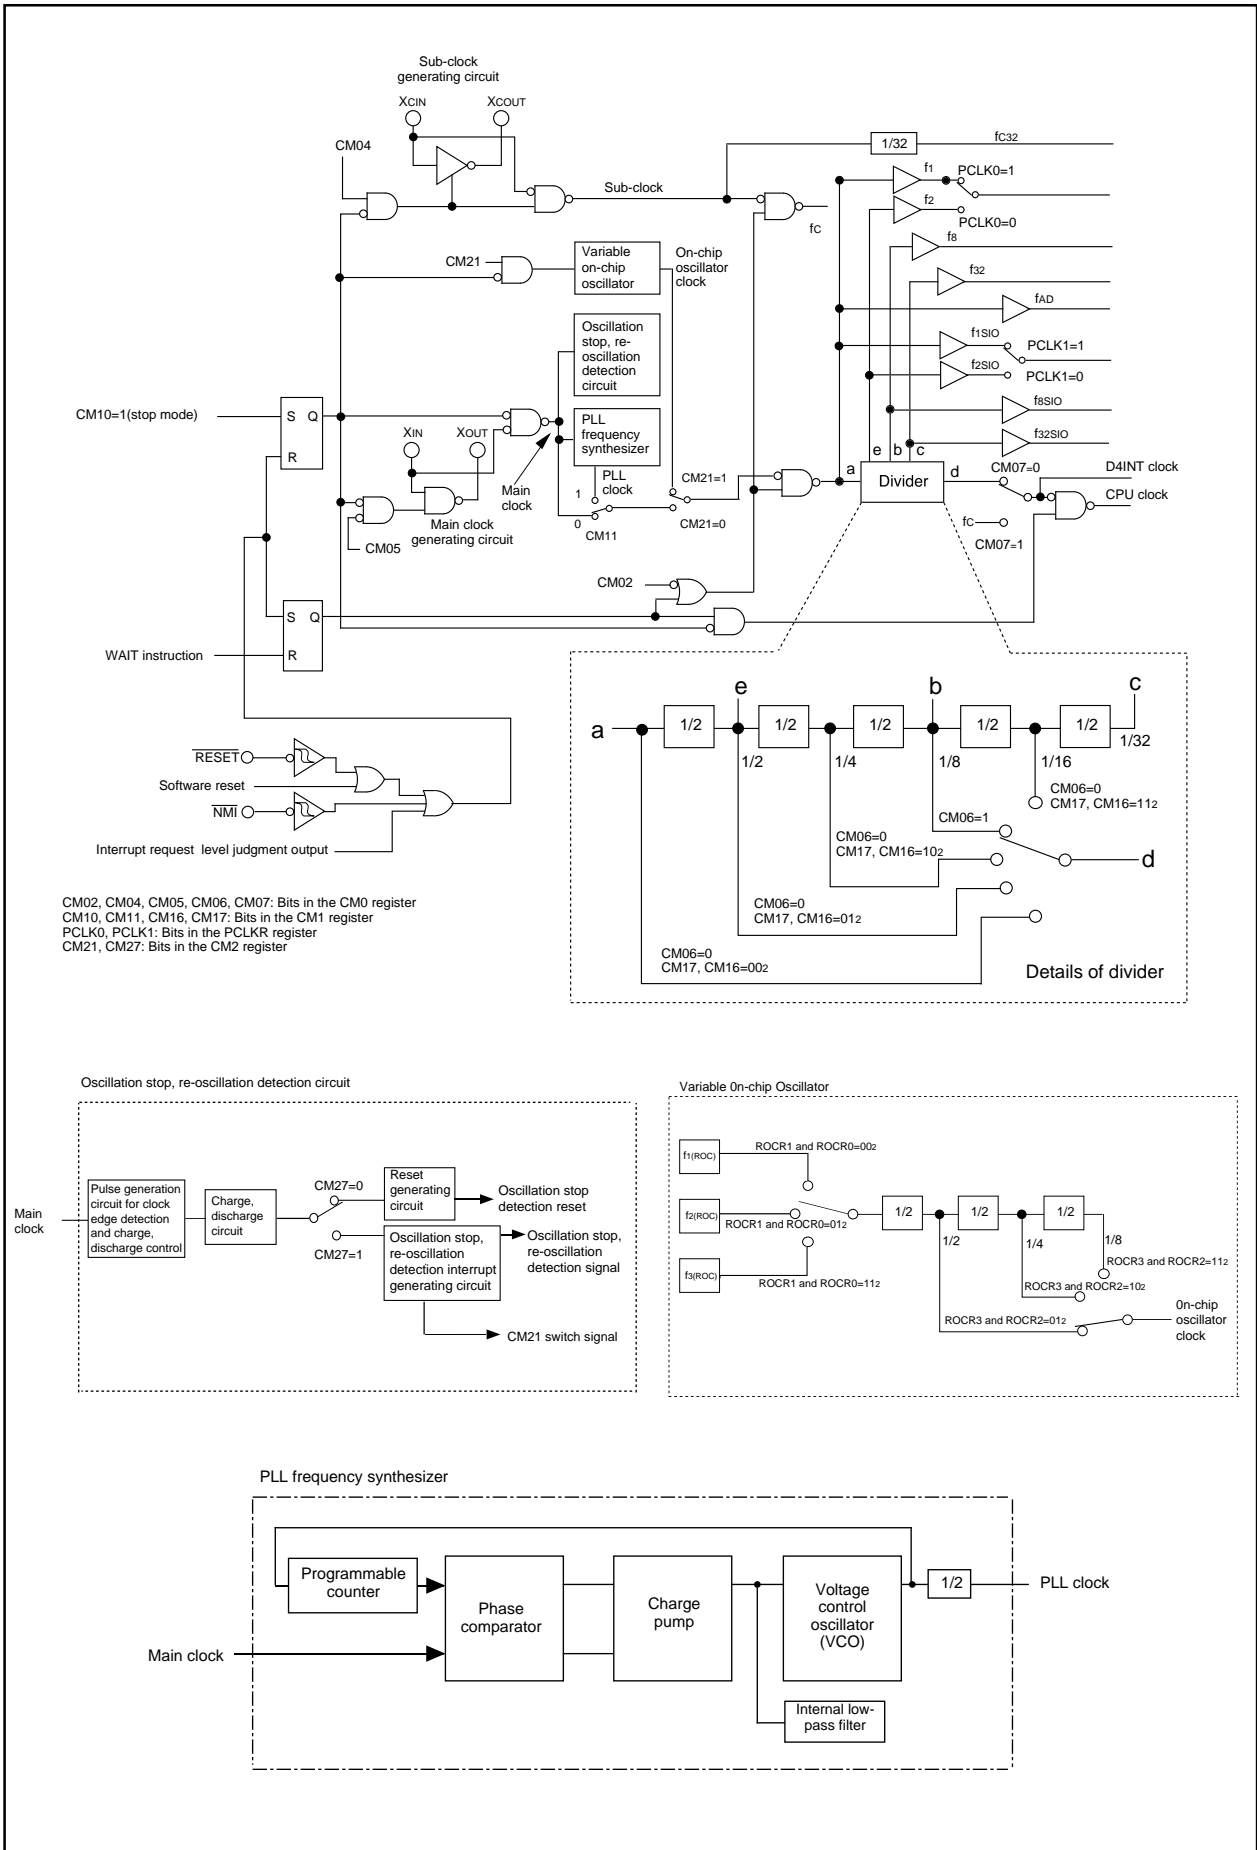 Sub-clock
generating circuit
XCIN
XCOUT
CM04
Sub-clock
1/32
fC32
f1
PCLK0=1
f2
PCLK0=0
fC
f8
f32
fAD
f1SIO
PCLK1=1
f2SIO
PCLK1=0
f8SIO
f32SIO
CM21
Variable
on-chip
oscillator
On-chip
oscillator
clock
Oscillation
stop, re-
oscillation
detection
circuit
CM10=1(stop mode)
S Q
R
XIN
XOUT
PLL
frequency
synthesizer
Main
clock
PLL
clock
1
0
CM11
CM21=1
CM21=0
Main clock
generating circuit
CM05
e b c
a
Divider
d
CM07=0
D4INT clock
CPU clock
fC
CM07=1
CM02
S Q
R
WAIT instruction
RESET
Software reset
NMI
Interrupt request level judgment output
a
e
b
c
1/2
1/2
1/2
1/2
1/2
1/2
1/4
1/8
1/16
1/32
CM06=0
CM17, CM16=112
CM06=1
CM06=0
CM17, CM16=102
d
CM06=0
CM17, CM16=012
CM06=0
CM17, CM16=002
Details of divider
CM02, CM04, CM05, CM06, CM07: Bits in the CM0 register
CM10, CM11, CM16, CM17: Bits in the CM1 register
PCLK0, PCLK1: Bits in the PCLKR register
CM21, CM27: Bits in the CM2 register
Oscillation stop, re-oscillation detection circuit
Main
clock
Pulse generation
circuit for clock
edge detection
and charge,
discharge control
Charge,
discharge
circuit
CM27=0
CM27=1
Reset
generating
circuit
Oscillation stop
detection reset
Oscillation stop,
re-oscillation
detection interrupt
generating circuit
Oscillation stop,
re-oscillation
detection signal
CM21 switch signal
Variable 0n-chip Oscillator
f1(ROC)
ROCR1 and ROCR0=002
f2(ROC)
ROCR1 and ROCR0=012
f3(ROC)
ROCR1 and ROCR0=112
1/2
1/2
1/2
1/2
1/4
1/8
ROCR3 and ROCR2=112
ROCR3 and ROCR2=102
ROCR3 and ROCR2=012
0n-chip
oscillator
clock
PLL frequency synthesizer
Programmable
counter
Phase
comparator
Charge
pump
Voltage
control
oscillator
(VCO)
1/2
PLL clock
Main clock
Internal low-
pass filter